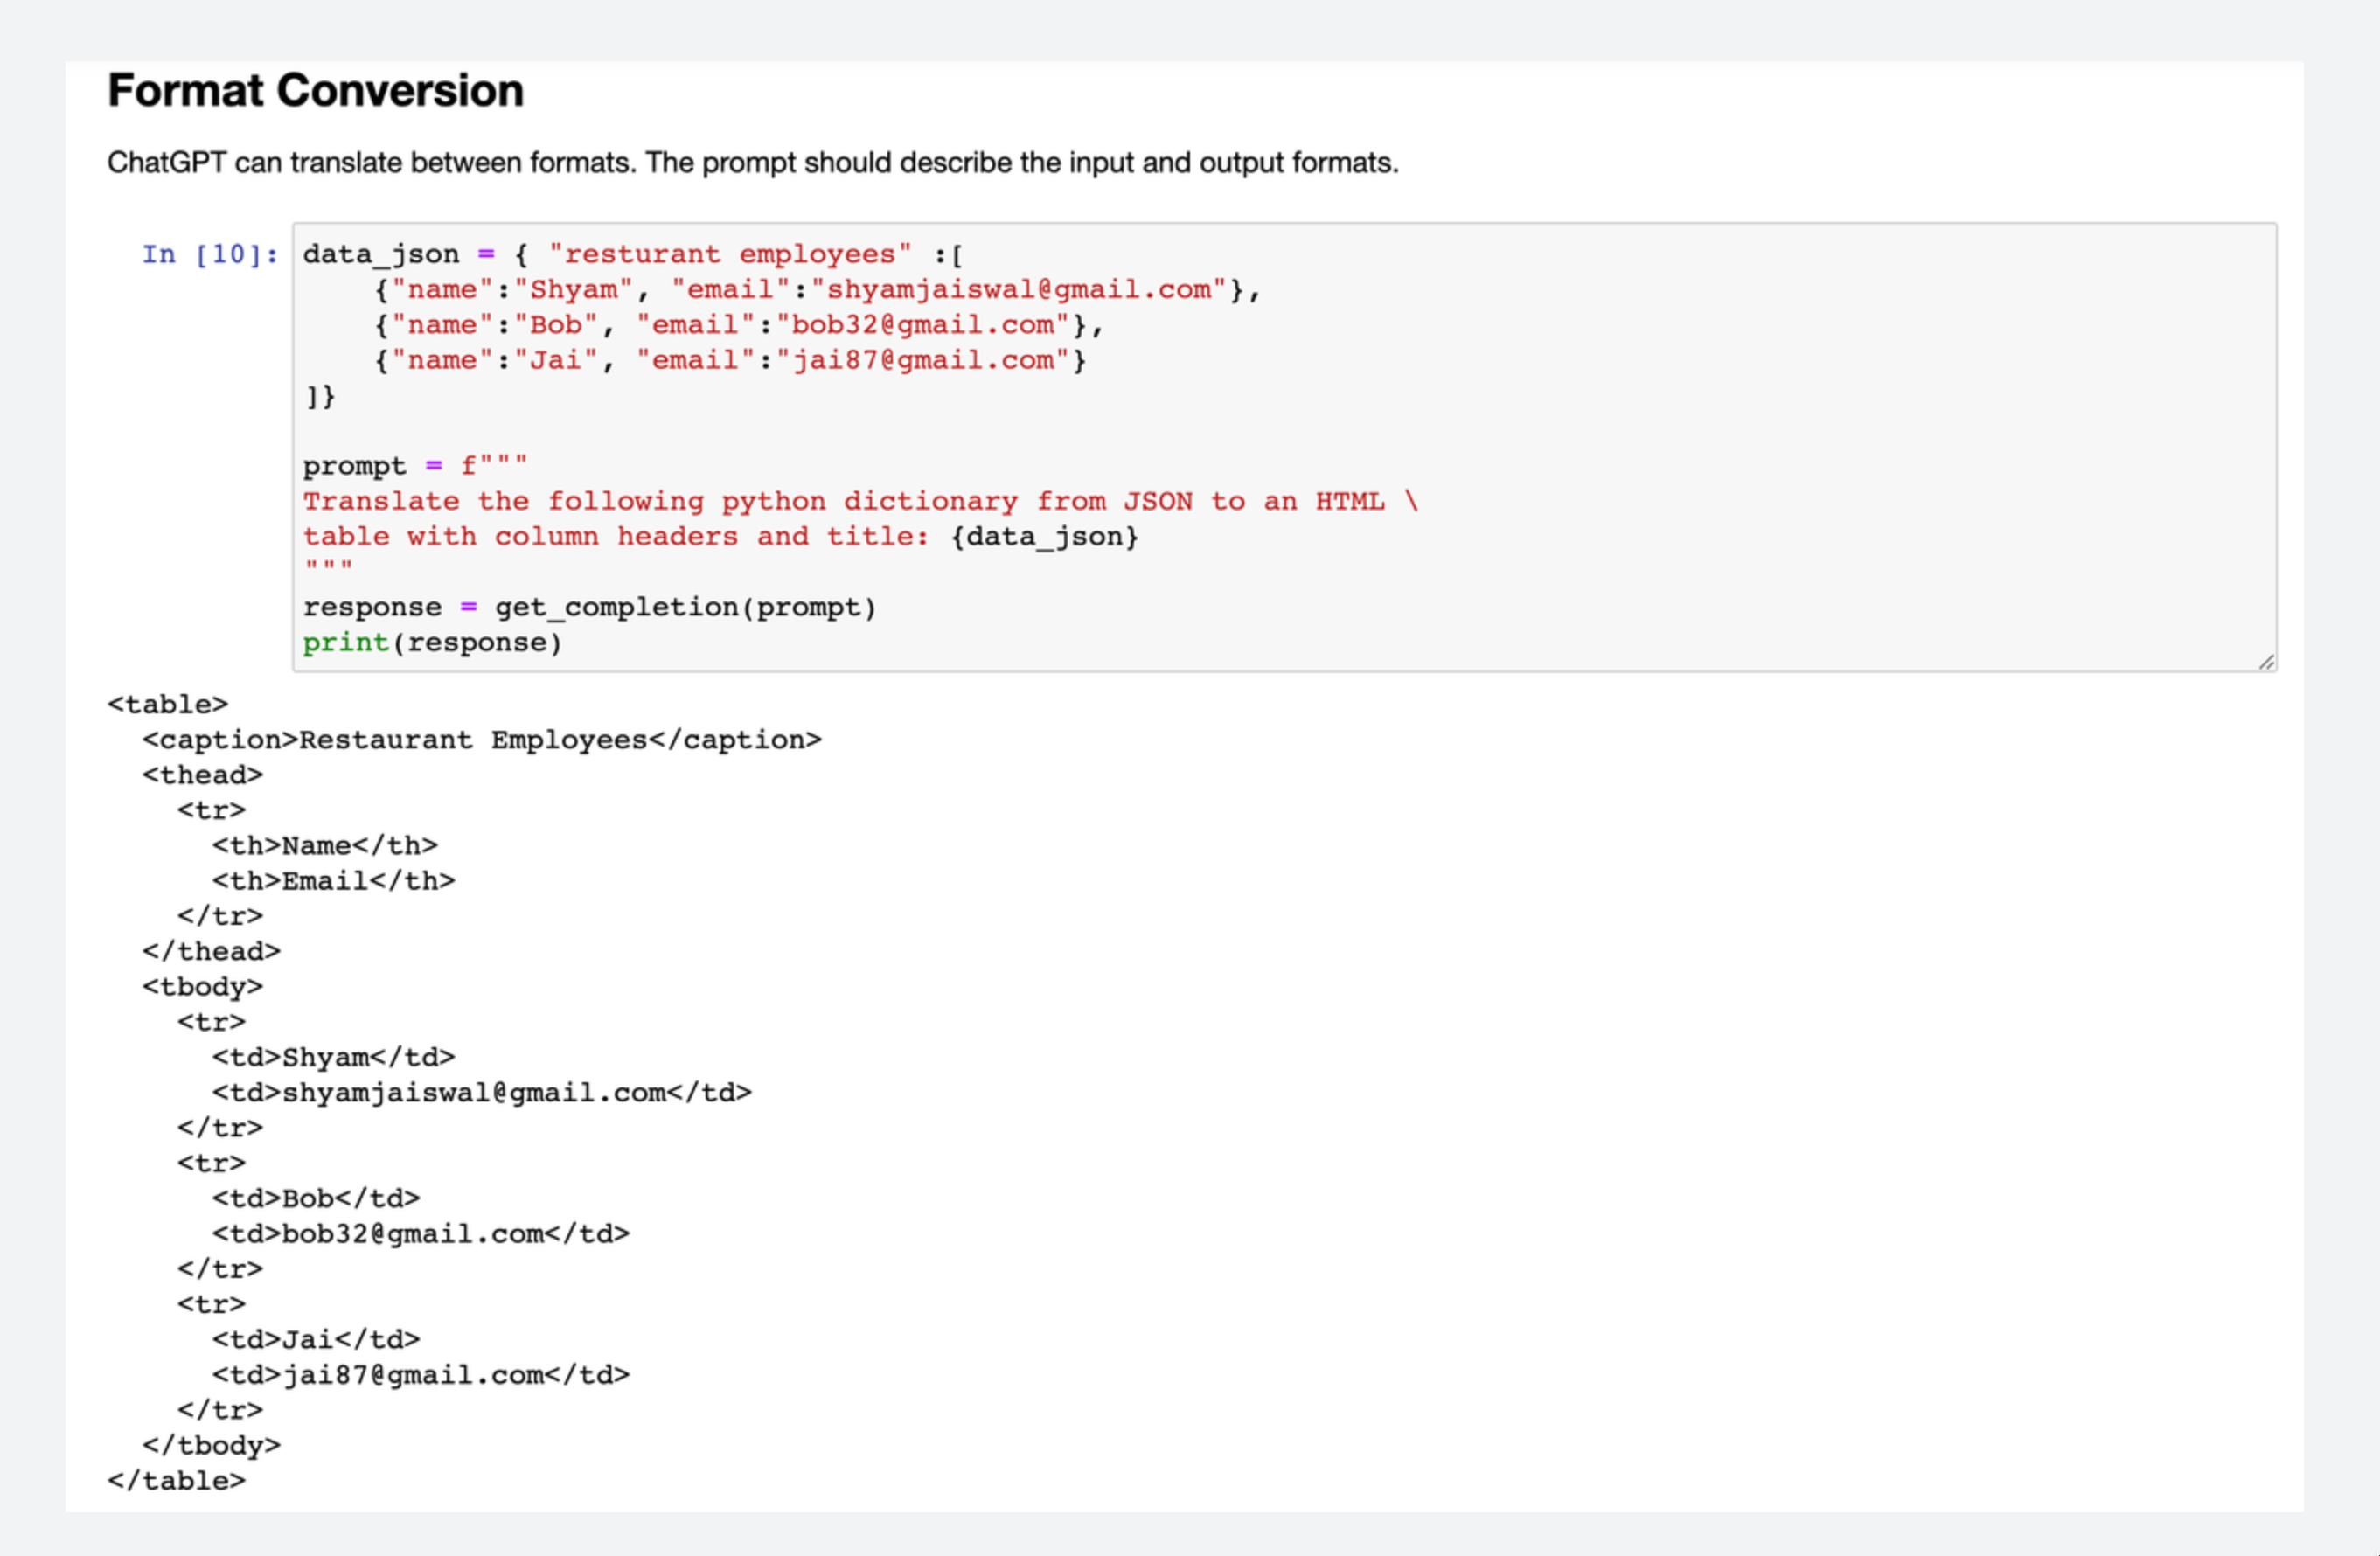 Format Conversion
ChatGPT can translate between formats. The prompt should describe the input and output formats.
In [10]: data_json = { "resturant employees" :[
    {"name":"Shyam", "email":"shyamjaiswal@gmail.com"},
    {"name":"Bob", "email":"bob32@gmail.com"},
    {"name":"Jai", "email":"jai87@gmail.com"}
]}
prompt = f"""
Translate the following python dictionary from JSON to an HTML \
table with column headers and title: {data_json}
"""
response = get_completion(prompt)
print(response)
<table>
  <caption>Restaurant Employees</caption>
  <thead>
    <tr>
      <th>Name</th>
      <th>Email</th>
    </tr>
  </thead>
  <tbody>
    <tr>
      <td>Shyam</td>
      <td>shyamjaiswal@gmail.com</td>
    </tr>
    <tr>
      <td>Bob</td>
      <td>bob32@gmail.com</td>
    </tr>
    <tr>
      <td>Jai</td>
      <td>jai87@gmail.com</td>
    </tr>
  </tbody>
</table>